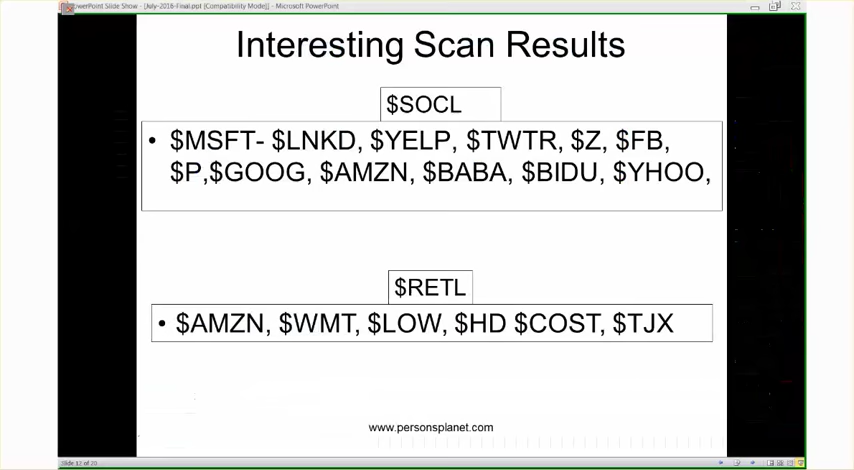 PowerPoint Slide Show - [July-2016-Final.ppt [Compatibility Mode]] - Microsoft PowerPoint
Interesting Scan Results
$SOCL
• $MSFT- $LNKD, $YELP, $TWTR, $Z, $FB,
$P,$GOOG, $AMZN, $BABA, $BIDU, $YHOO,
$RETL
• $AMZN, $WMT, $LOW, $HD $COST, $TJX
www.personsplanet.com
Slide 12 of 20